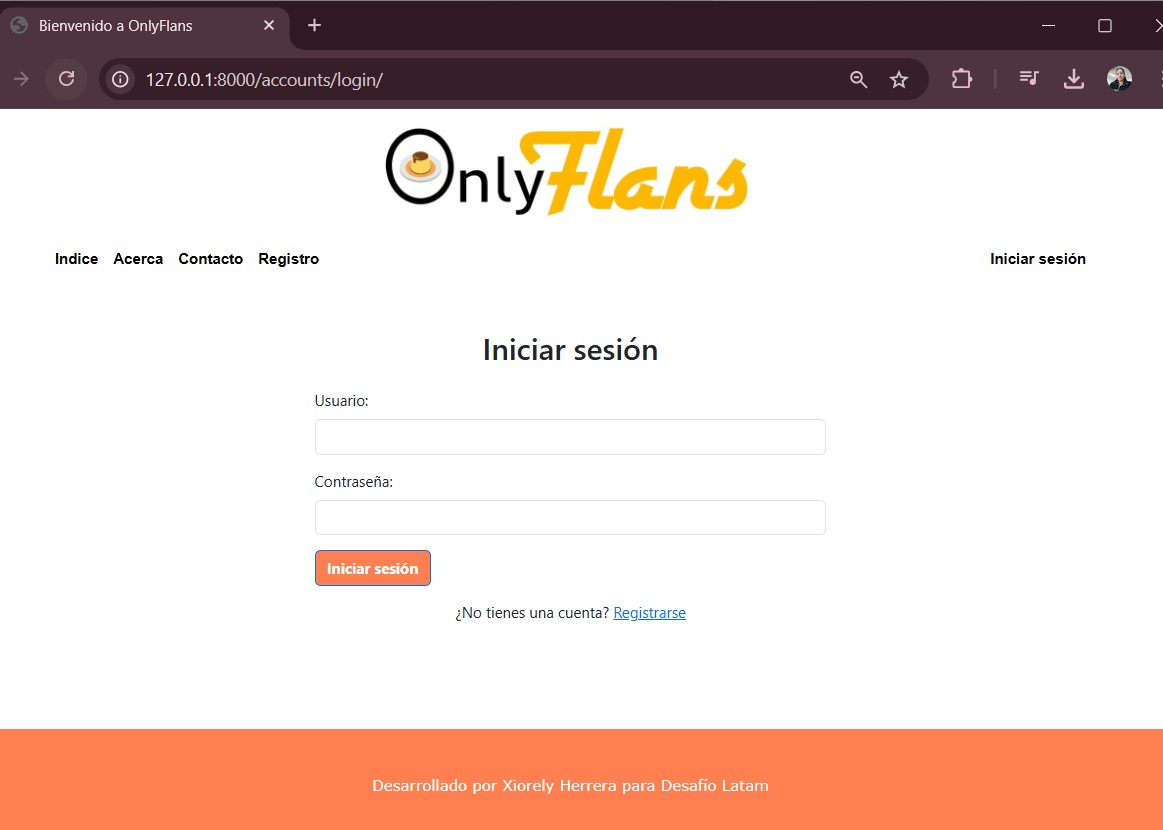 Bienvenido a OnlyFlans
127.0.0.1:8000/accounts/login/
OnlyFlans
Indice Acerca Contacto Registro Iniciar sesión
Iniciar sesión
Usuario:
Contraseña:
Iniciar sesión
¿No tienes una cuenta? Registrarse
Desarrollado por Xiorely Herrera para Desafío Latam